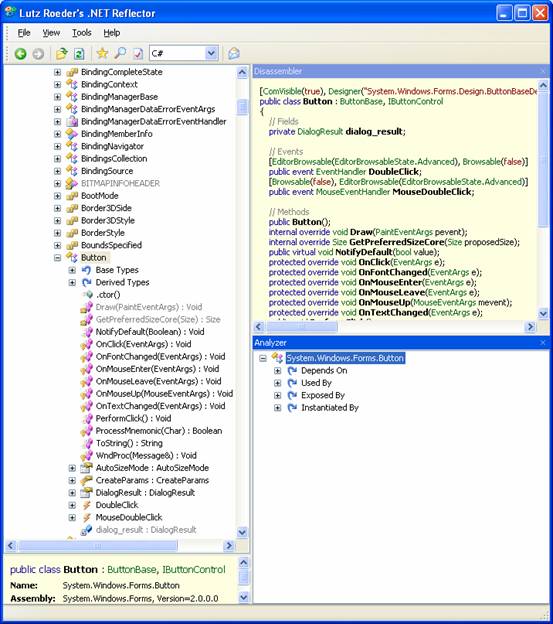 Lutz Roeder's .NET Reflector
File View Tools Help
C#
BindingCompleteState
BindingContext
BindingManagerBase
BindingManagerDataErrorEventArgs
BindingManagerDataErrorEventHandler
BindingMemberInfo
BindingNavigator
BindingsCollection
BindingSource
BITMAPINFOHEADER
BootMode
Border3DSide
Border3DStyle
BorderStyle
BoundsSpecified
Button
Base Types
Derived Types
.ctor()
Draw(PaintEventArgs) : Void
GetPreferredSizeCore(Size) : Size
NotifyDefault(Boolean) : Void
OnClick(EventArgs) : Void
OnFontChanged(EventArgs) : Void
OnMouseEnter(EventArgs) : Void
OnMouseLeave(EventArgs) : Void
OnMouseUp(MouseEventArgs) : Void
OnTextChanged(EventArgs) : Void
PerformClick() : Void
ProcessMnemonic(Char) : Boolean
ToString() : String
WndProc(Message&) : Void
AutoSizeMode : AutoSizeMode
CreateParams : CreateParams
DialogResult : DialogResult
DoubleClick
MouseDoubleClick
dialog_result : DialogResult
public class Button : ButtonBase, IButtonControl
Name: System.Windows.Forms.Button
Assembly: System.Windows.Forms, Version=2.0.0.0
Disassembler
[ComVisible(true), Designer("System.Windows.Forms.Design.ButtonBaseDe
public class Button : ButtonBase, IButtonControl
{
// Fields
private DialogResult dialog_result;
// Events
[EditorBrowsable(EditorBrowsableState.Advanced), Browsable(false)]
public event EventHandler DoubleClick;
[Browsable(false), EditorBrowsable(EditorBrowsableState.Advanced)]
public event MouseEventHandler MouseDoubleClick;
// Methods
public Button();
internal override void Draw(PaintEventArgs pevent);
internal override Size GetPreferredSizeCore(Size proposedSize);
public virtual void NotifyDefault(bool value);
protected override void OnClick(EventArgs e);
protected override void OnFontChanged(EventArgs e);
protected override void OnMouseEnter(EventArgs e);
protected override void OnMouseLeave(EventArgs e);
protected override void OnMouseUp(MouseEventArgs mevent);
protected override void OnTextChanged(EventArgs e);
Analyzer
System.Windows.Forms.Button
Depends On
Used By
Exposed By
Instantiated By